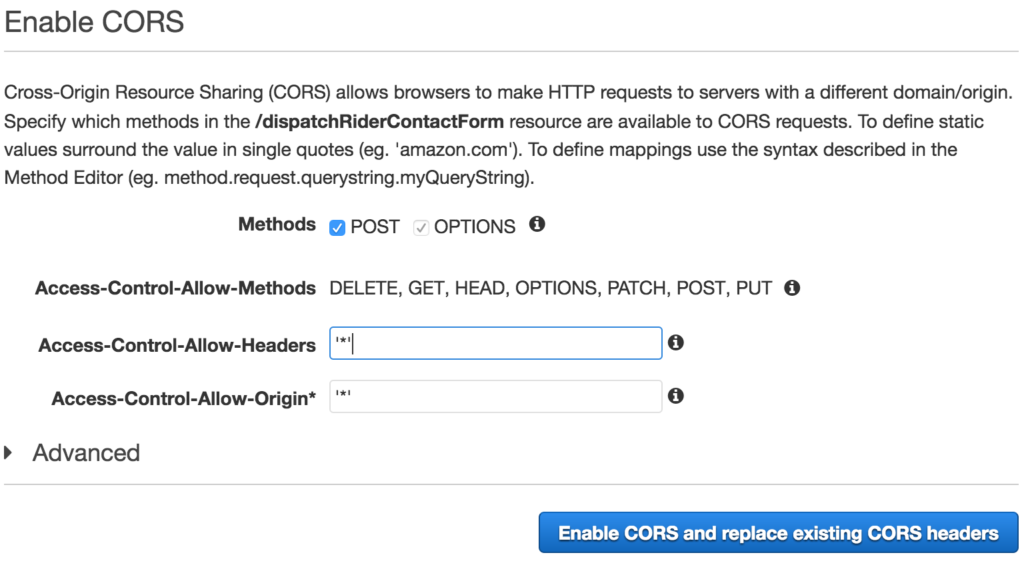 Enable CORS
Cross-Origin Resource Sharing (CORS) allows browsers to make HTTP requests to servers with a different domain/origin.
Specify which methods in the /dispatchRiderContactForm resource are available to CORS requests. To define static
values surround the value in single quotes (eg. 'amazon.com'). To define mappings use the syntax described in the
Method Editor (eg. method.request.querystring.myQueryString).
Methods POST OPTIONS
Access-Control-Allow-Methods DELETE, GET, HEAD, OPTIONS, PATCH, POST, PUT
Access-Control-Allow-Headers '*'
Access-Control-Allow-Origin* '*'
Advanced
Enable CORS and replace existing CORS headers